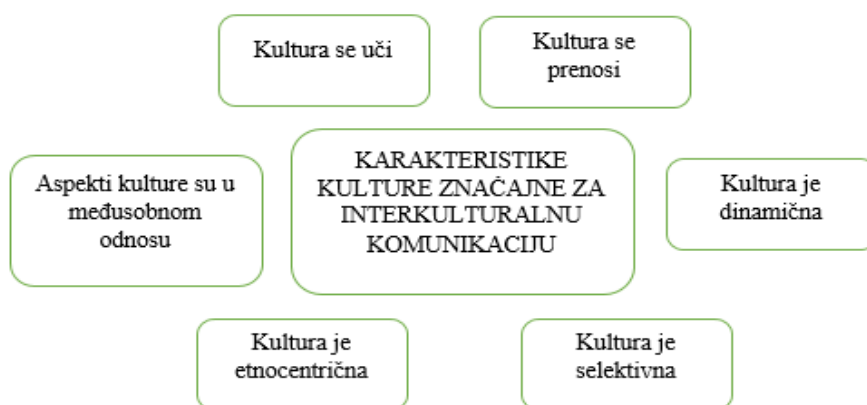 Kultura se uči
Kultura se
prenosi
KARAKTERISTIKE
KULTURE ZNAČAJNE ZA
INTERKULTURALNU
KOMUNIKACIJU
Aspekti kulture su u
međusobnom
odnosu
Kultura je
dinamična
Kultura je
etnocentrična
Kultura je
selektivna